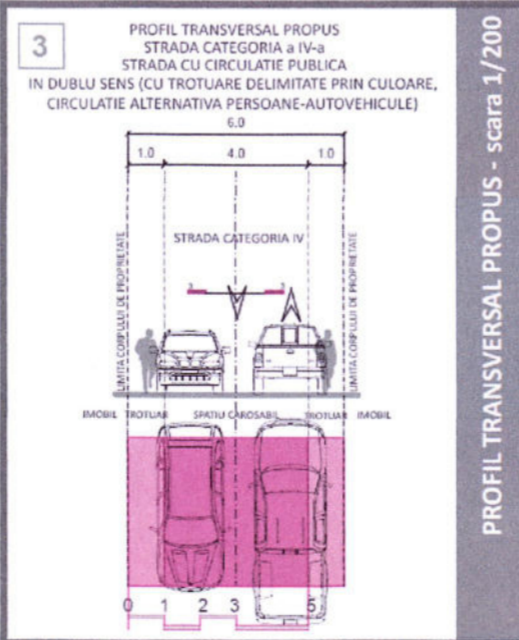 3
PROFIL TRANSVERSAL PROPUS
STRADA CATEGORIA a IV-a
STRADA CU CIRCULATIE PUBLICA
IN DUBLU SENS (CU TROTUARE DELIMITATE PRIN CULOARE,
CIRCULATIE ALTERNATIVA PERSOANE-AUTOVEHICULE)
6.0
1.0 4.0 1.0
STRADA CATEGORIA IV
LIMITA CORPULUI DE PROPRIETATE
LIMITA CORPULUI DE PROPRIETATE
3 3
IMOBIL TROTUAR SPATIU CAROSABIL TROTUAR IMOBIL
0 1 2 3 5
PROFIL TRANSVERSAL PROPUS - scara 1/200